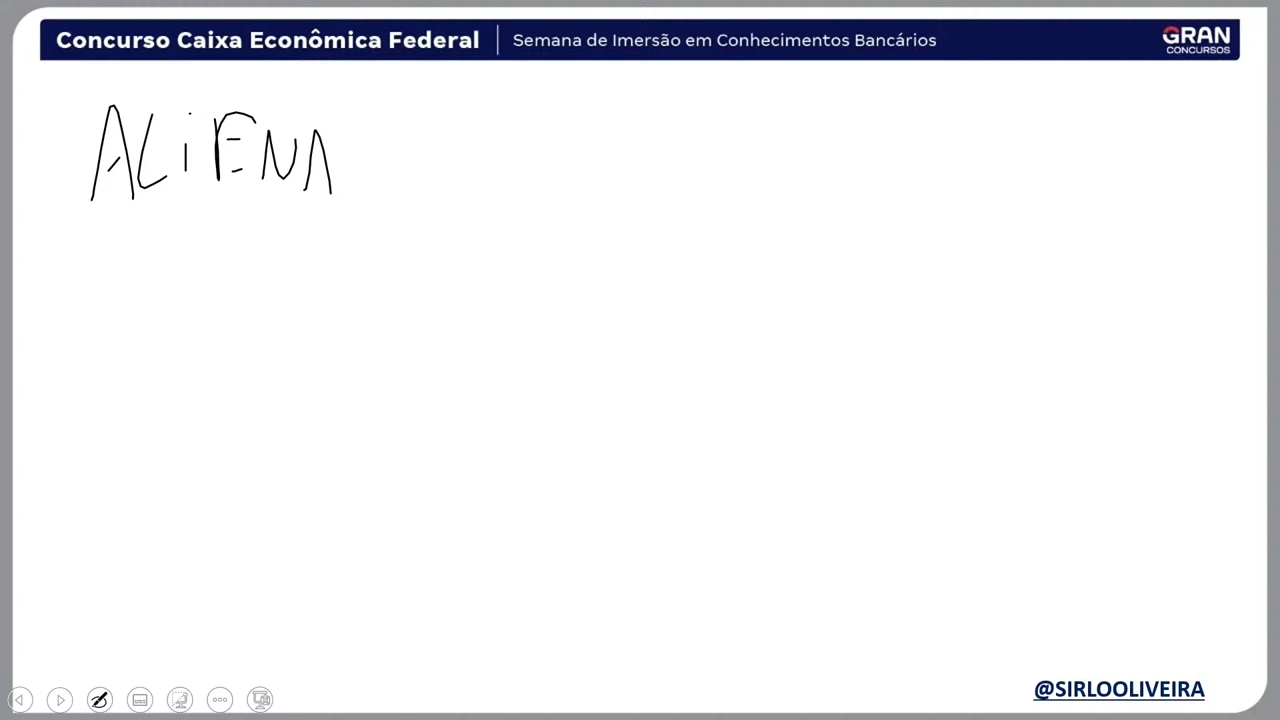 Concurso Caixa Econômica Federal
Semana de Imersão em Conhecimentos Bancários
GRAN
CONCURSOS
ALiENA
@SIRLOOLIVEIRA